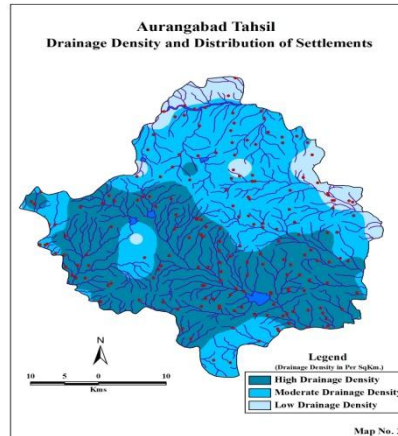 Aurangabad Tahsil
Drainage Density and Distribution of Settlements
N
10 5 0 10
Kms
Legend
(Drainage Density in Per SqKm.)
High Drainage Density
Moderate Drainage Density
Low Drainage Density
Map No.